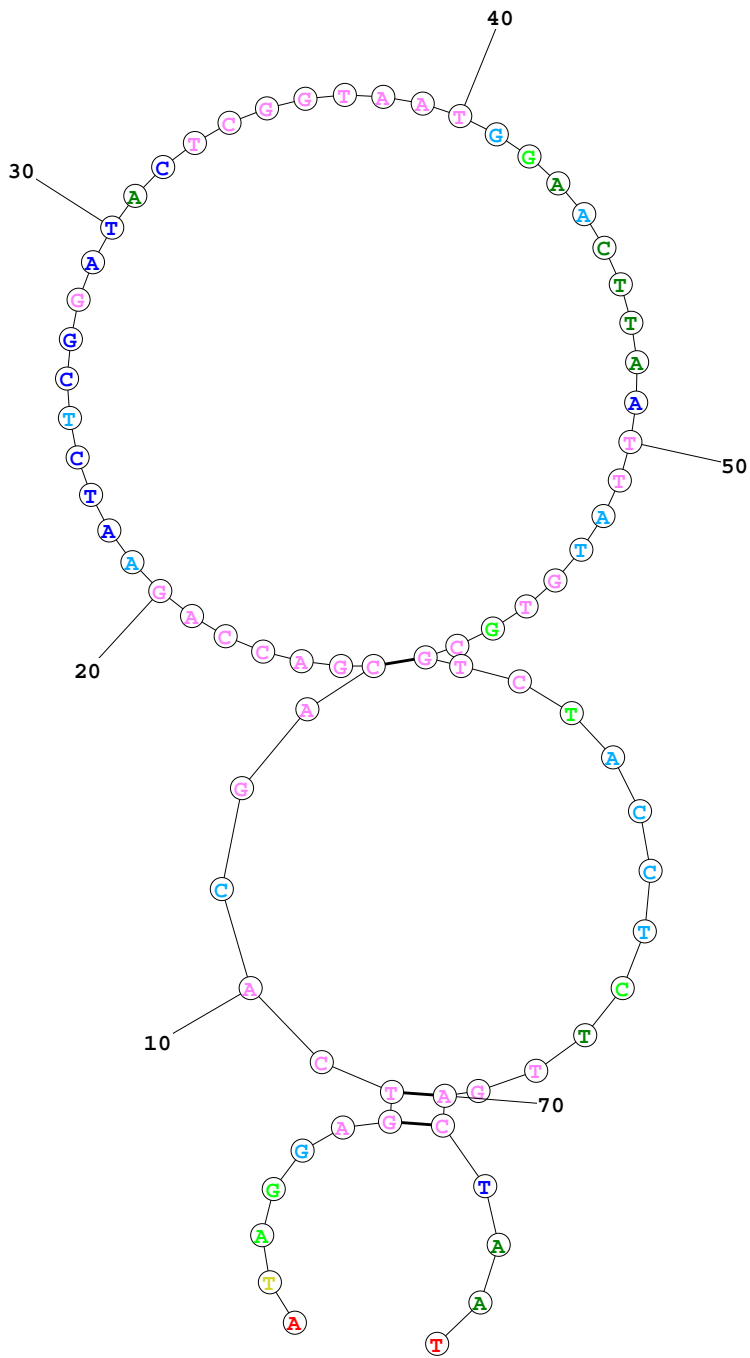 A T A G G A G T C A
10
C G A C G A C C A G
20
A A T C T C G G A T
30
A C T C G G T A A T
40
G G A A C T T A A T
50
T A T G T G C G T C T A C C T C T T G A
70
C T A A T